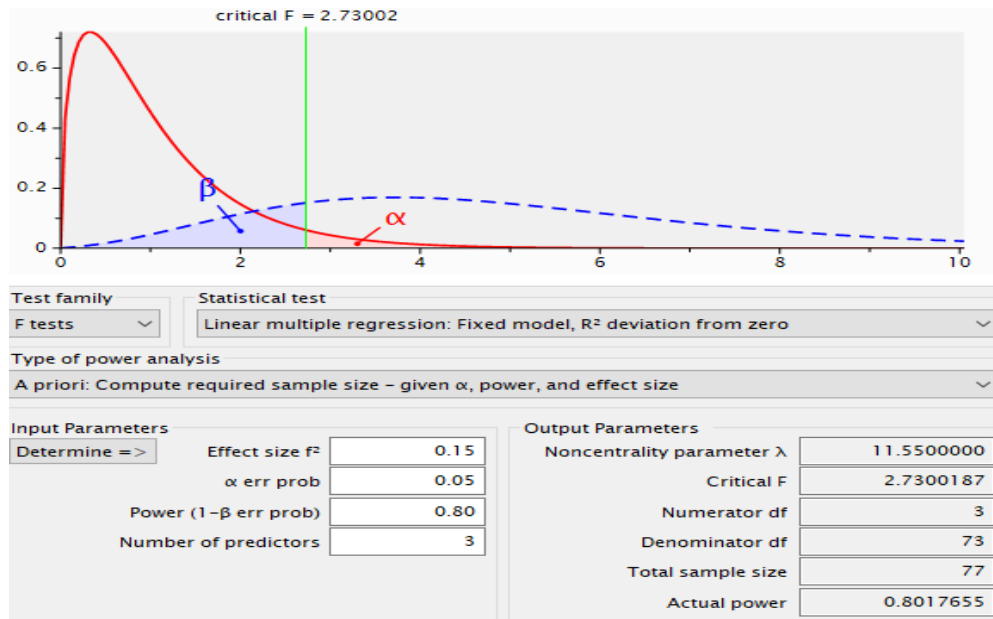 critical F = 2.73002
0.6
0.4
0.2
0
β
α
0 2 4 6 8 10
Test family Statistical test
F tests Linear multiple regression: Fixed model, R² deviation from zero
Type of power analysis
A priori: Compute required sample size – given α, power, and effect size
Input Parameters Output Parameters
Determine => Effect size f² 0.15 Noncentrality parameter λ 11.5500000
α err prob 0.05 Critical F 2.7300187
Power (1-β err prob) 0.80 Numerator df 3
Number of predictors 3 Denominator df 73
Total sample size 77
Actual power 0.8017655